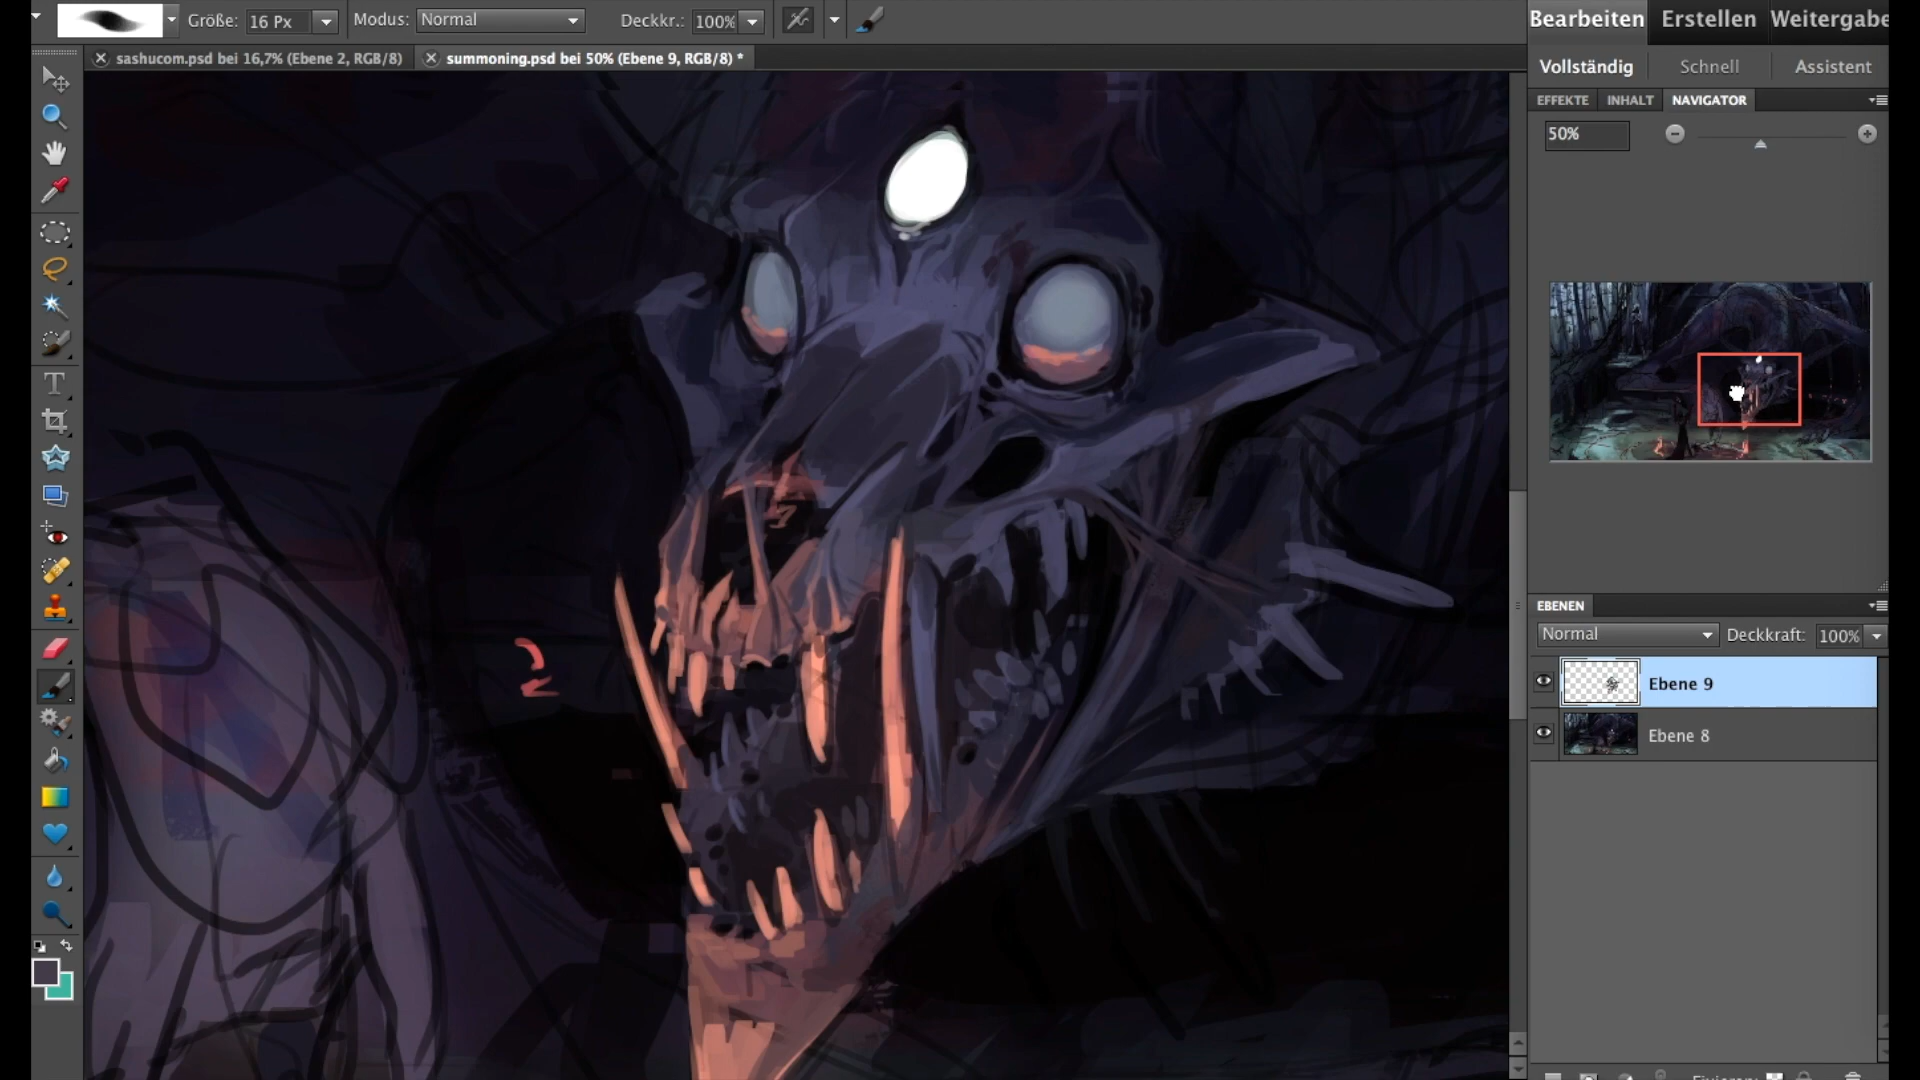 Größe: 16 Px Modus: Normal Deckkr.: 100%
Bearbeiten Erstellen Weitergabe
sashucom.psd bei 16,7% (Ebene 2, RGB/8) summoning.psd bei 50% (Ebene 9, RGB/8) *
Vollständig Schnell Assistent
EFFEKTE INHALT NAVIGATOR
50%
EBENEN
Normal Deckkraft: 100%
Ebene 9
Ebene 8
Fixieren: